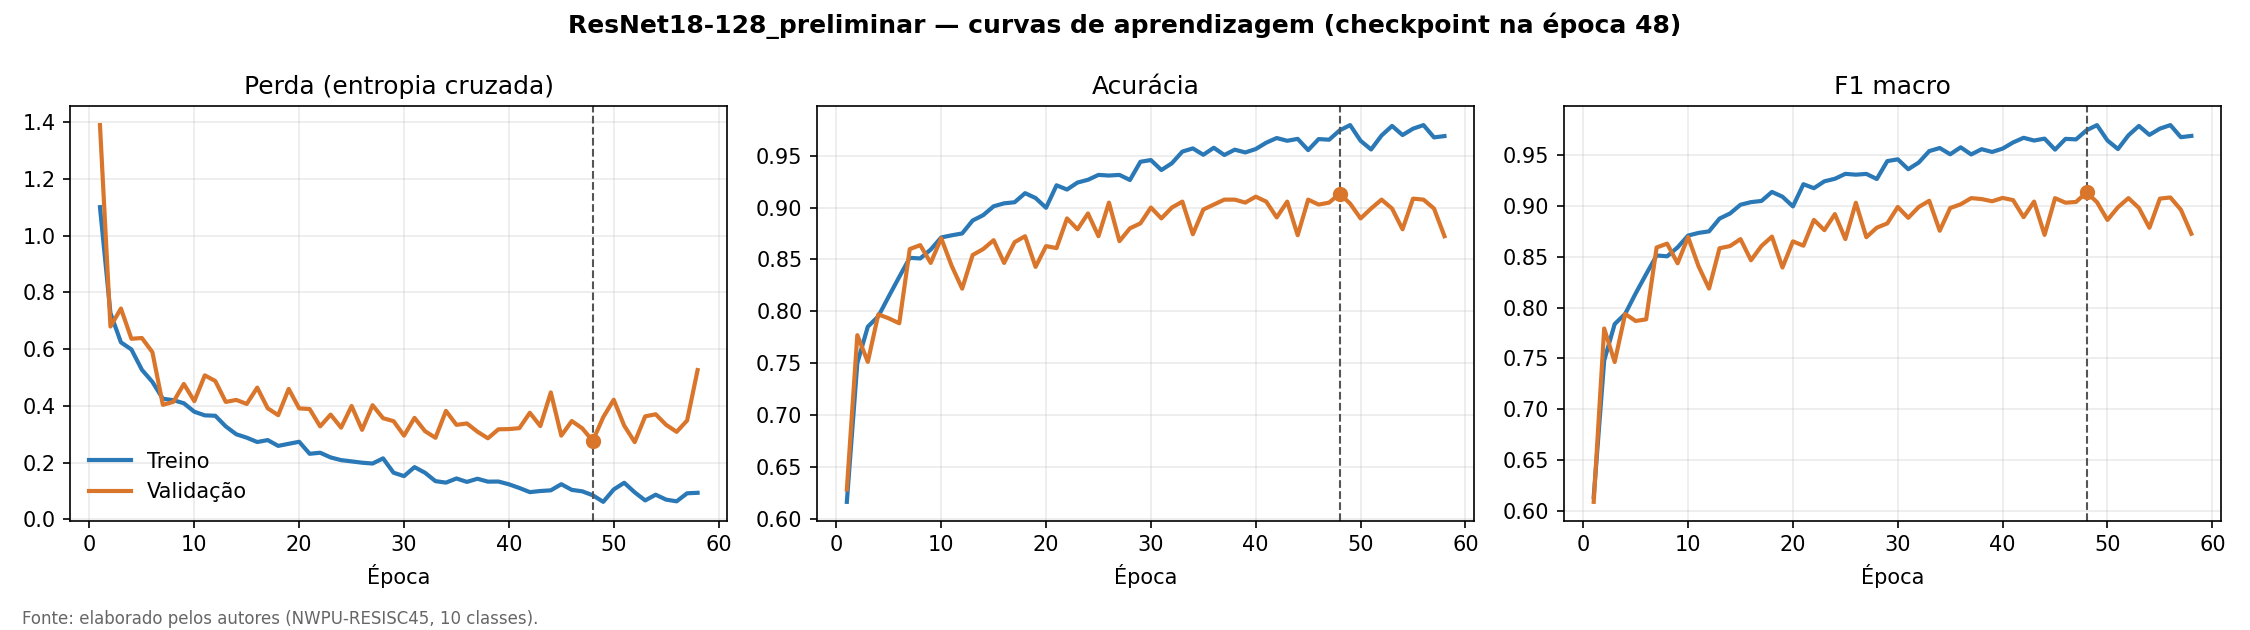 ResNet18-128_preliminar — curvas de aprendizagem (checkpoint na época 48)
Perda (entropia cruzada)
1.4
1.2
1.0
0.8
0.6
0.4
0.2
0.0
Treino
Validação
0 10 20 30 40 50 60
Época
Acurácia
0.95
0.90
0.85
0.80
0.75
0.70
0.65
0.60
0 10 20 30 40 50 60
Época
F1 macro
0.95
0.90
0.85
0.80
0.75
0.70
0.65
0.60
0 10 20 30 40 50 60
Época
Fonte: elaborado pelos autores (NWPU-RESISC45, 10 classes).